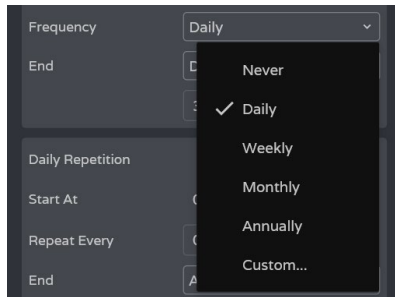 Frequency Daily
End D
Never
Daily
Weekly
Daily Repetition
Monthly
Start At
Annually
Repeat Every
Custom...
End A